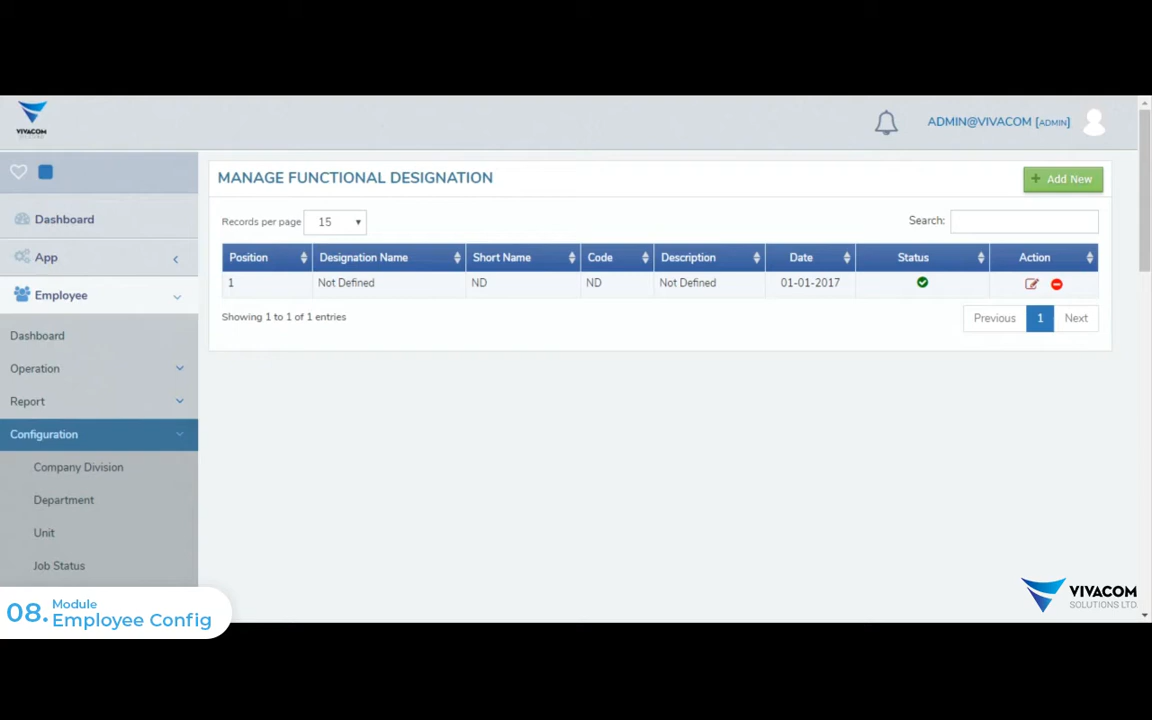 VIVACOM
ADMIN@VIVACOM [ADMIN]
MANAGE FUNCTIONAL DESIGNATION
+ Add New
Dashboard
App
Employee
Dashboard
Operation
Report
Configuration
Company Division
Department
Unit
Job Status
Records per page 15
Search:
Position Designation Name Short Name Code Description Date Status Action
1 Not Defined ND ND Not Defined 01-01-2017
Showing 1 to 1 of 1 entries
Previous 1 Next
08. Module
Employee Config
VIVACOM
SOLUTIONS LTD.